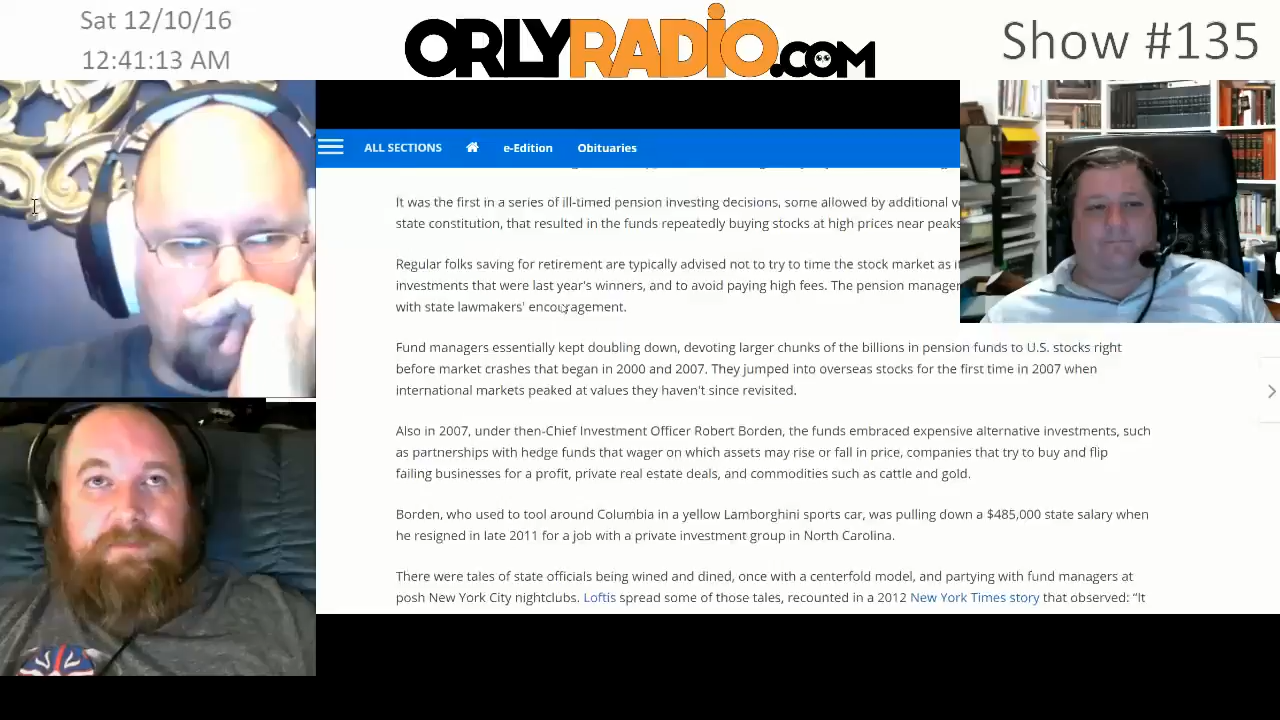 Sat 12/10/16
12:41:13 AM
ORLYRADIO.COM
Show #135
ALL SECTIONS
e-Edition
Obituaries
It was the first in a series of ill-timed pension investing decisions, some allowed by additional
state constitution, that resulted in the funds repeatedly buying stocks at high prices near peaks
Regular folks saving for retirement are typically advised not to try to time the stock market as
investments that were last year's winners, and to avoid paying high fees. The pension manager
with state lawmakers' encouragement.
Fund managers essentially kept doubling down, devoting larger chunks of the billions in pension funds to U.S. stocks right
before market crashes that began in 2000 and 2007. They jumped into overseas stocks for the first time in 2007 when
international markets peaked at values they haven't since revisited.
Also in 2007, under then-Chief Investment Officer Robert Borden, the funds embraced expensive alternative investments, such
as partnerships with hedge funds that wager on which assets may rise or fall in price, companies that try to buy and flip
failing businesses for a profit, private real estate deals, and commodities such as cattle and gold.
Borden, who used to tool around Columbia in a yellow Lamborghini sports car, was pulling down a $485,000 state salary when
he resigned in late 2011 for a job with a private investment group in North Carolina.
There were tales of state officials being wined and dined, once with a centerfold model, and partying with fund managers at
posh New York City nightclubs. Loftis spread some of those tales, recounted in a 2012 New York Times story that observed: “It